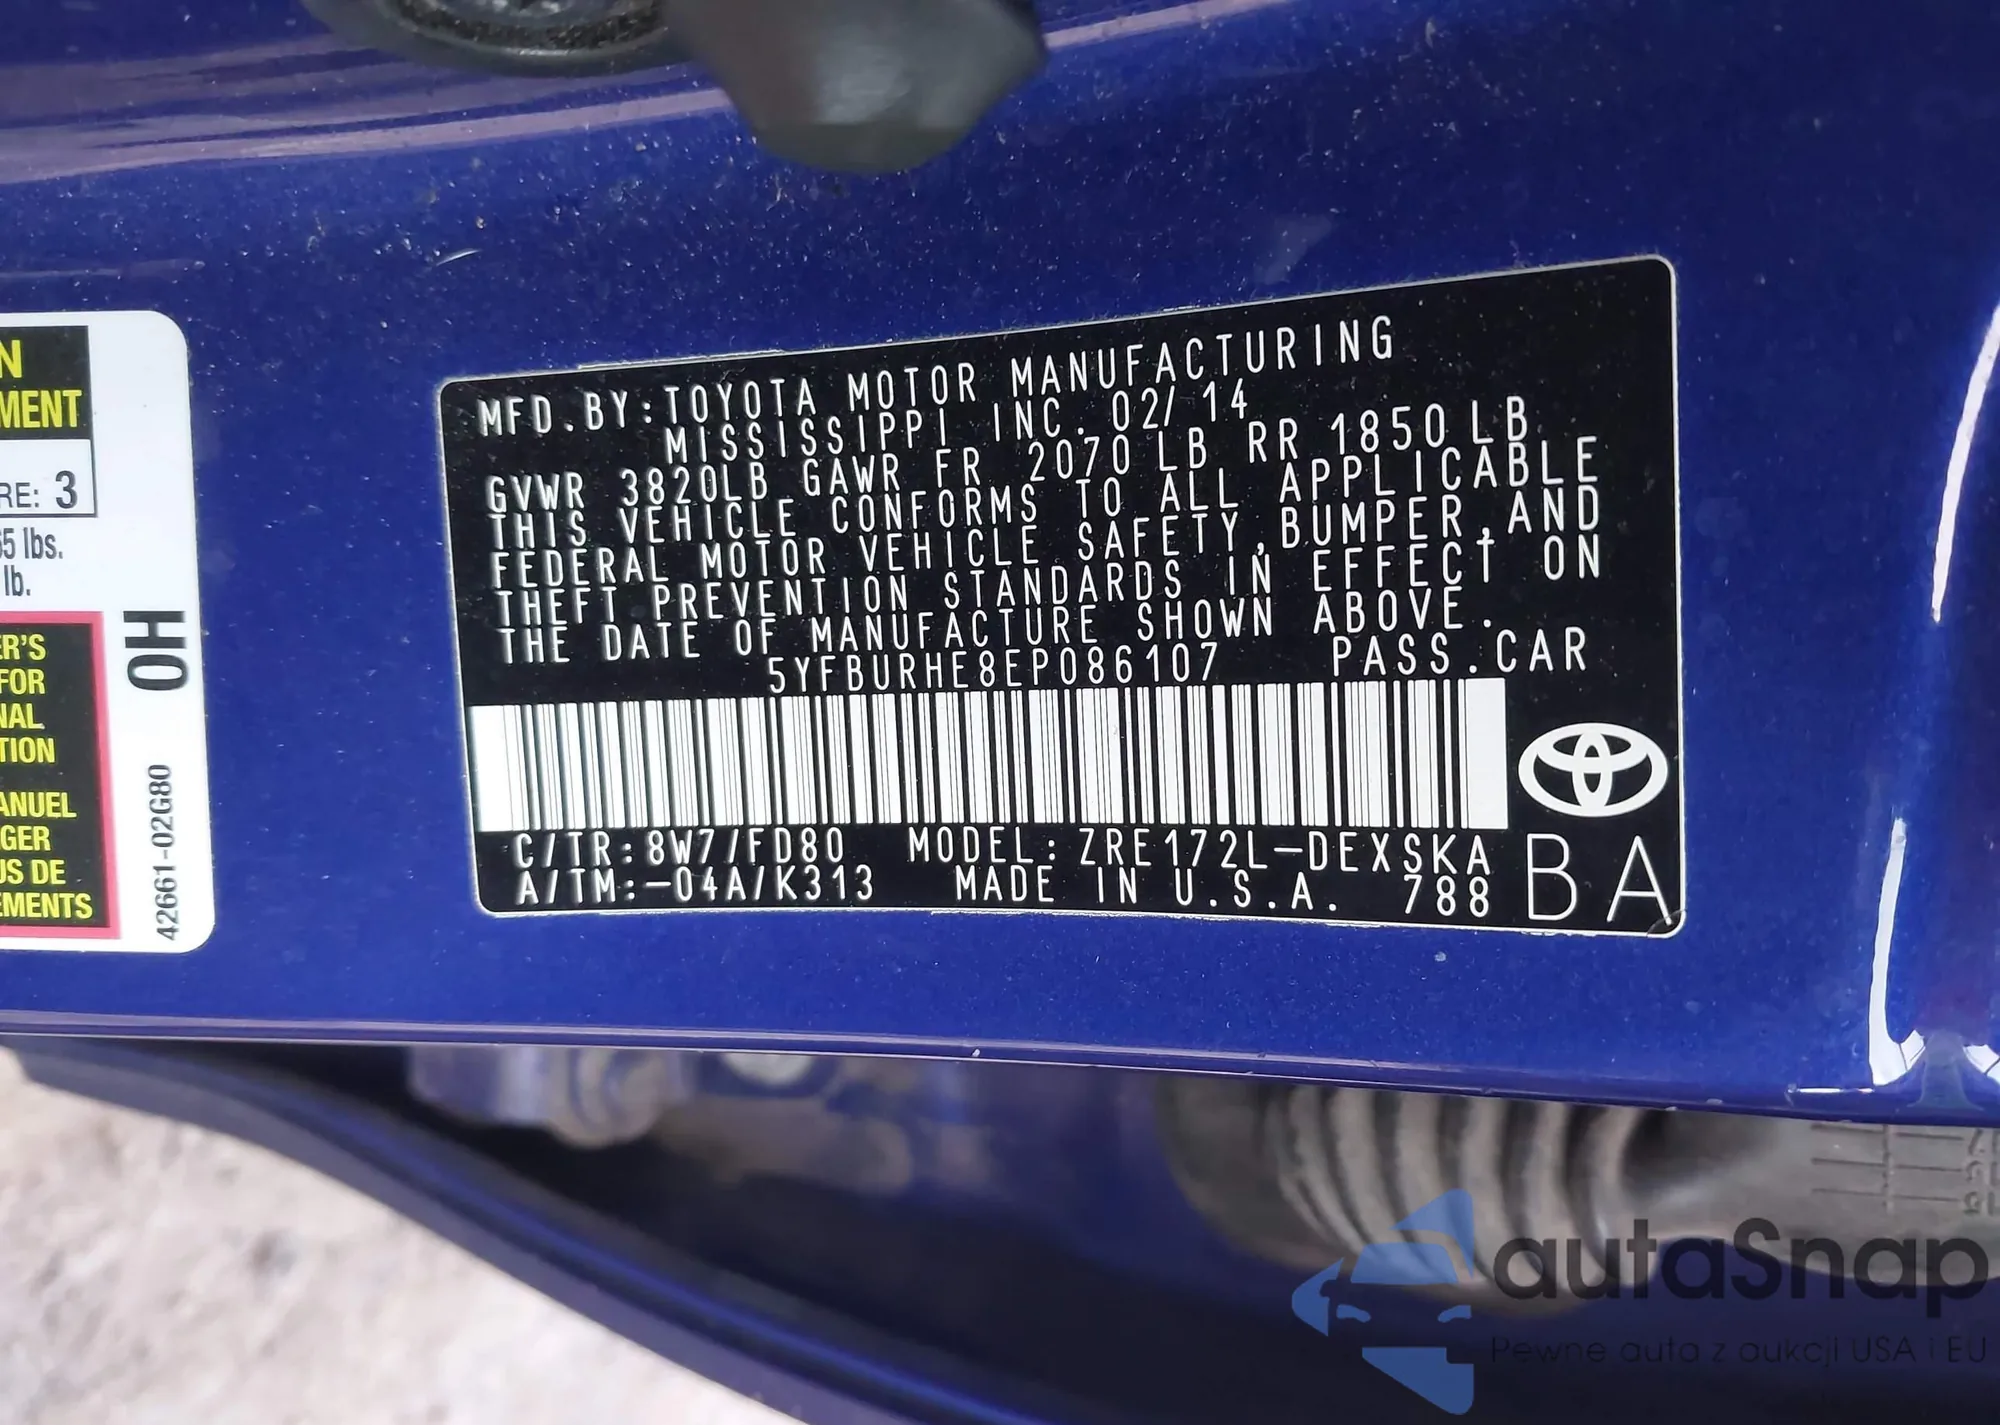 MFD.BY:TOYOTA MOTOR MANUFACTURING
MISSISSIPPI INC. 02/14
GVWR 3820LB GAWR FR 2070 LB RR 1850 LB
THIS VEHICLE CONFORMS TO ALL APPLICABLE
FEDERAL MOTOR VEHICLE SAFETY,BUMPER,AND
THEFT PREVENTION STANDARDS IN EFFECT ON
THE DATE OF MANUFACTURE SHOWN ABOVE.
5YFBURHE8EP086107 PASS.CAR
C/TR:8W7/FD80 MODEL:ZRE172L-DEXSKA
A/TM:-04A/K313 MADE IN U.S.A. 788
BA
N
MENT
RE: 3
65 lbs.
lb.
ER'S
FOR
NAL
TION
ANUEL
GER
US DE
EMENTS
OH
42661-02G80
autaSnap
Pewne auta z aukcji USA i EU